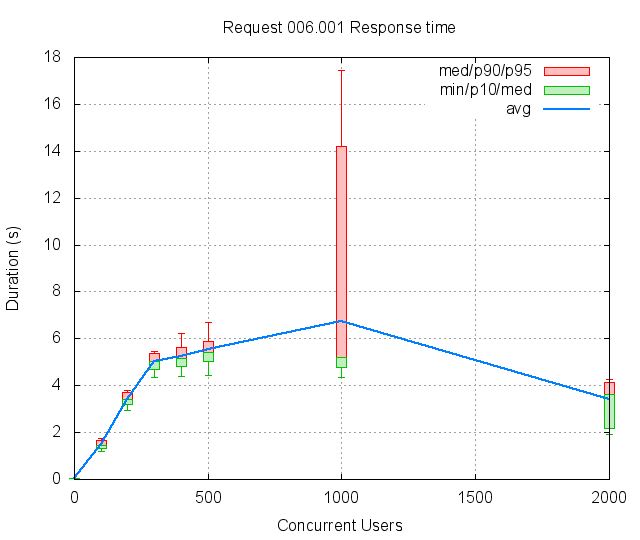 Request 006.001 Response time
med/p90/p95
min/p10/med
avg
18
16
14
12
10
8
6
4
2
0
Duration (s)
0 500 1000 1500 2000
Concurrent Users